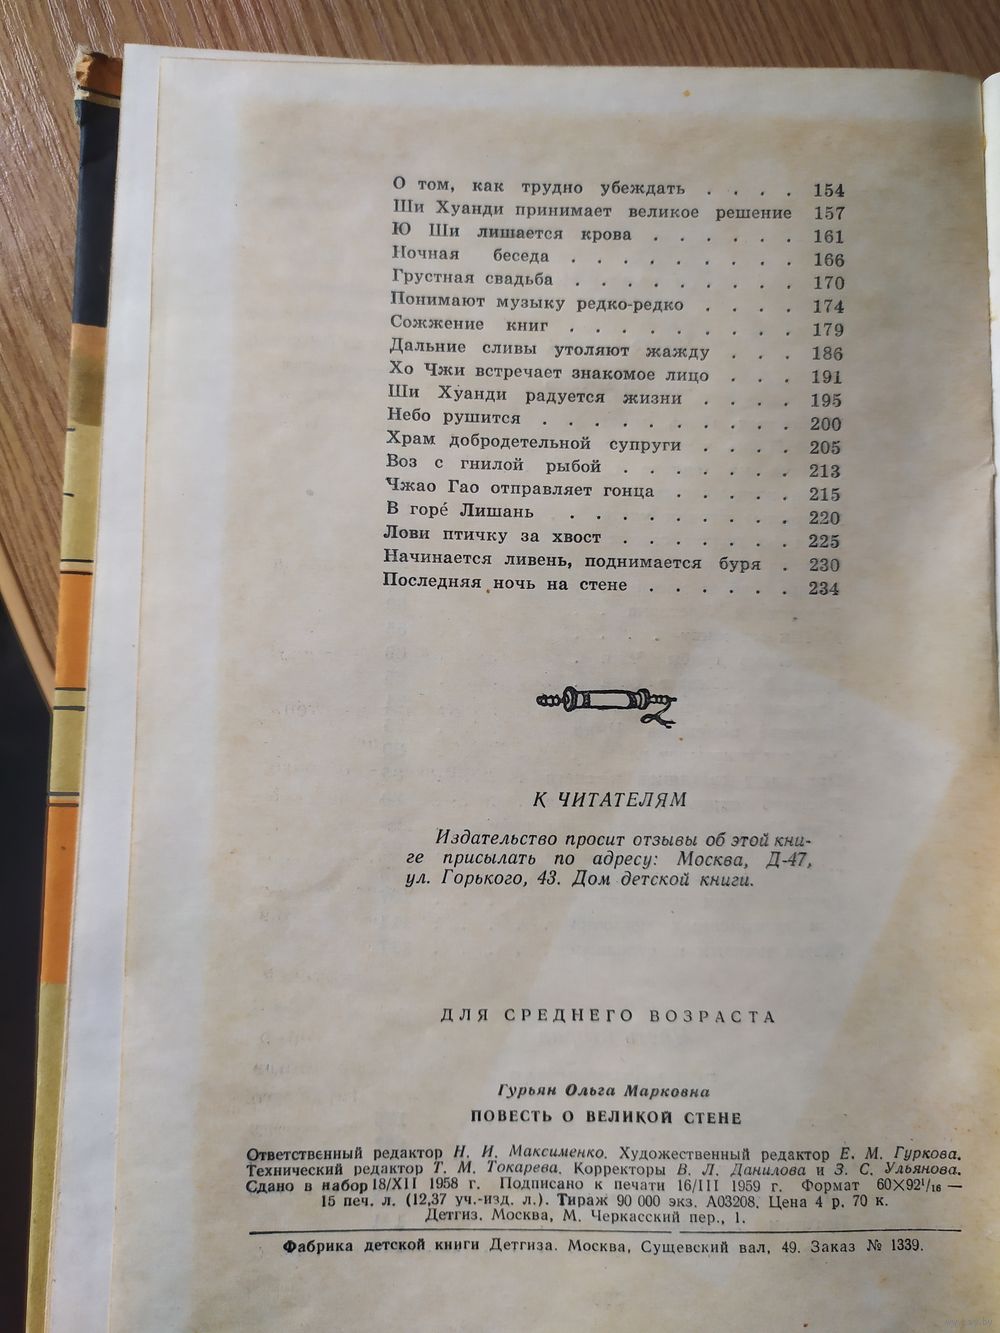 О том, как трудно убеждать . . . . 154
Ши Хуанди принимает великое решение 157
Ю Ши лишается крова . . . . . . 161
Ночная беседа . . . . . . . . . 166
Грустная свадьба . . . . . . . . . 170
Понимают музыку редко-редко . . . . 174
Сожжение книг . . . . . . . . . 179
Дальние сливы утоляют жажду . . . 186
Хо Чжи встречает знакомое лицо . . . 191
Ши Хуанди радуется жизни . . . . 195
Небо рушится . . . . . . . . . . 200
Храм добродетельной супруги . . . . 205
Воз с гнилой рыбой . . . . . . . 213
Чжао Гао отправляет гонца . . . . . 215
В горе́ Лишань . . . . . . . . . 220
Лови птичку за хвост . . . . . . . 225
Начинается ливень, поднимается буря . 230
Последняя ночь на стене . . . . . . 234
К ЧИТАТЕЛЯМ
Издательство просит отзывы об этой кни-
ге присылать по адресу: Москва, Д-47,
ул. Горького, 43. Дом детской книги.
ДЛЯ СРЕДНЕГО ВОЗРАСТА
Гурьян Ольга Марковна
ПОВЕСТЬ О ВЕЛИКОЙ СТЕНЕ
Ответственный редактор Н. И. Максименко. Художественный редактор Е. М. Гуркова.
Технический редактор Т. М. Токарева. Корректоры В. Л. Данилова и З. С. Ульянова.
Сдано в набор 18/XII 1958 г. Подписано к печати 16/III 1959 г. Формат 60×92¹/₁₆ —
15 печ. л. (12,37 уч.-изд. л.). Тираж 90 000 экз. А03208. Цена 4 р. 70 к.
Детгиз. Москва, М. Черкасский пер., 1.
Фабрика детской книги Детгиза. Москва, Сущевский вал, 49. Заказ № 1339.